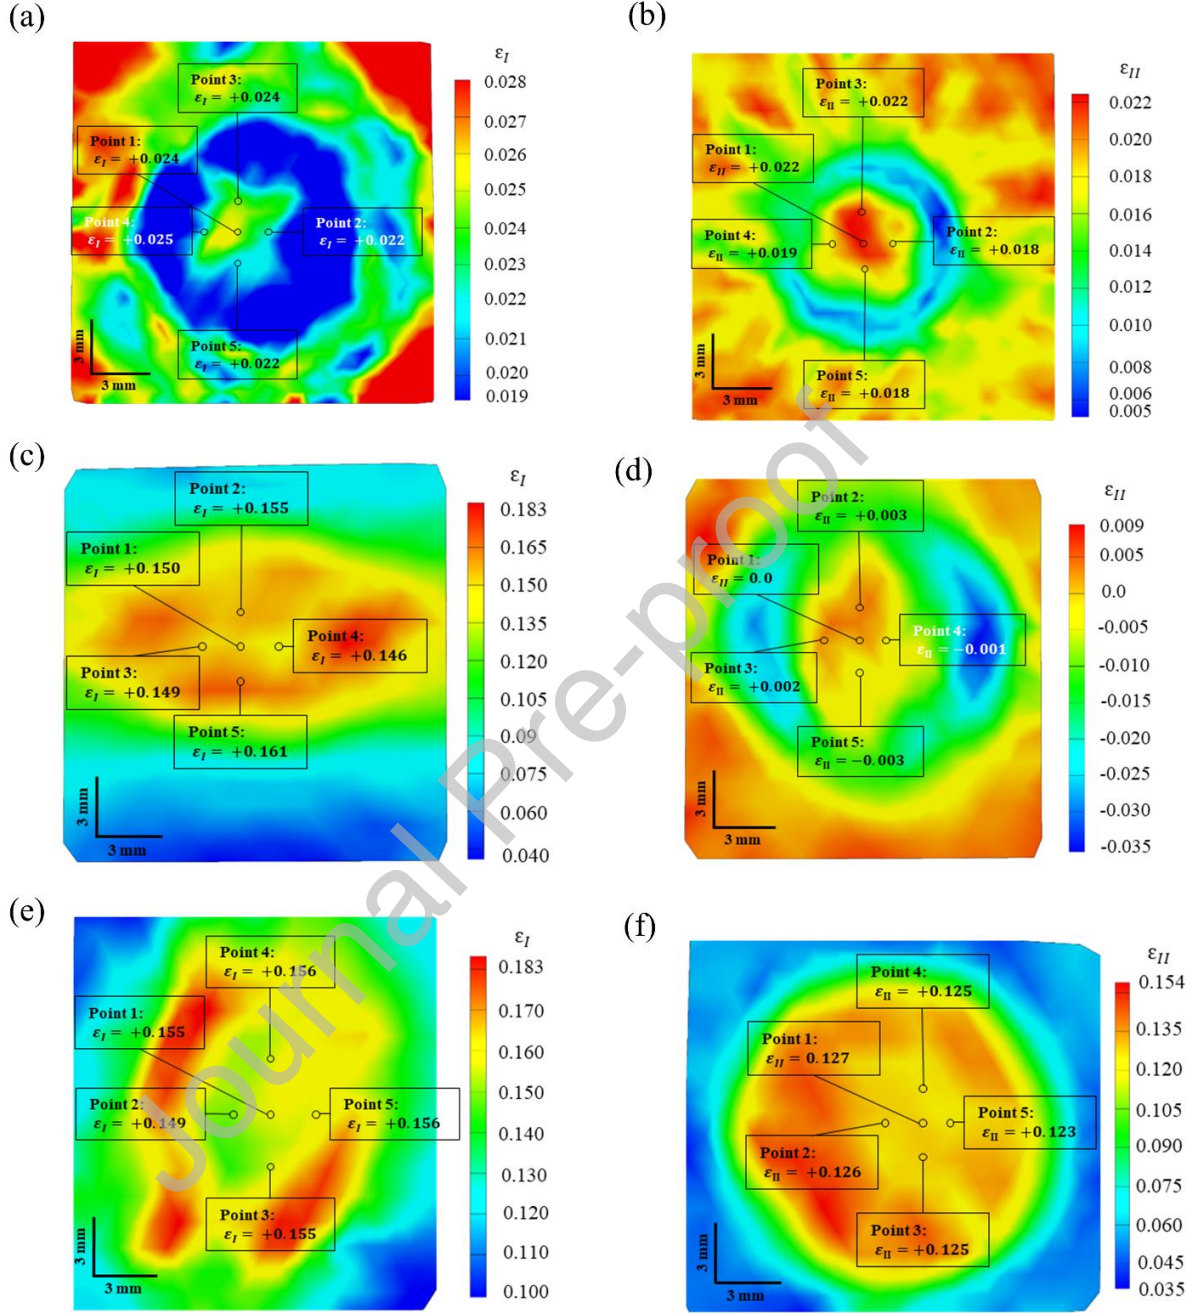 (a)
ε_I
0.028
0.027
0.026
0.025
0.024
0.023
0.022
0.021
0.020
0.019
Point 3:
ε_I = +0.024
Point 1:
ε_I = +0.024
Point 4:
ε_I = +0.025
Point 2:
ε_I = +0.022
Point 5:
ε_I = +0.022
3 mm
3 mm
(b)
ε_II
0.022
0.020
0.018
0.016
0.014
0.012
0.010
0.008
0.006
0.005
Point 3:
ε_II = +0.022
Point 1:
ε_II = +0.022
Point 4:
ε_II = +0.019
Point 2:
ε_II = +0.018
Point 5:
ε_II = +0.018
3 mm
3 mm
(c)
ε_I
0.183
0.165
0.150
0.135
0.120
0.105
0.09
0.075
0.060
0.040
Point 2:
ε_I = +0.155
Point 1:
ε_I = +0.150
Point 4:
ε_I = +0.146
Point 3:
ε_I = +0.149
Point 5:
ε_I = +0.161
3 mm
3 mm
(d)
ε_II
0.009
0.005
0.0
-0.005
-0.010
-0.015
-0.020
-0.025
-0.030
-0.035
Point 2:
ε_II = +0.003
Point 1:
ε_II = 0.0
Point 4:
ε_II = −0.001
Point 3:
ε_II = +0.002
Point 5:
ε_II = −0.003
3 mm
3 mm
(e)
ε_I
0.183
0.170
0.160
0.150
0.140
0.130
0.120
0.110
0.100
Point 4:
ε_I = +0.156
Point 1:
ε_I = +0.155
Point 2:
ε_I = +0.149
Point 5:
ε_I = +0.156
Point 3:
ε_I = +0.155
3 mm
3 mm
(f)
ε_II
0.154
0.135
0.120
0.105
0.090
0.075
0.060
0.045
0.035
Point 4:
ε_II = +0.125
Point 1:
ε_II = 0.127
Point 5:
ε_II = +0.123
Point 2:
ε_II = +0.126
Point 3:
ε_II = +0.125
3 mm
3 mm
Journal Pre-proof